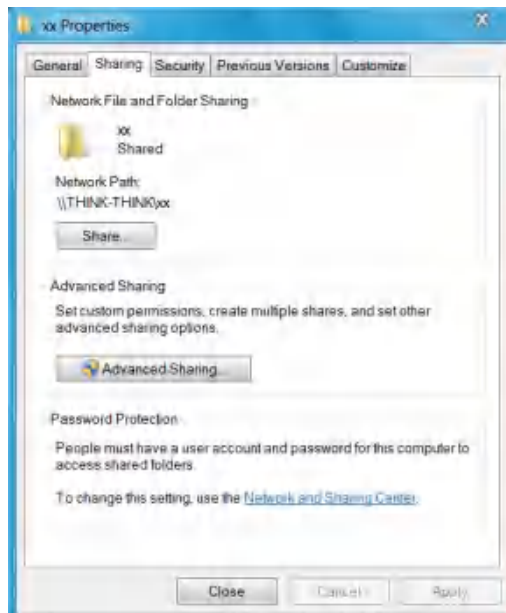 xx Properties
General Sharing Security Previous Versions Customize
Network File and Folder Sharing
xx
Shared
Network Path:
\\THINK-THINK\xx
Share...
Advanced Sharing
Set custom permissions, create multiple shares, and set other
advanced sharing options.
Advanced Sharing...
Password Protection
People must have a user account and password for this computer to
access shared folders.
To change this setting, use the Network and Sharing Center.
Close Cancel Apply